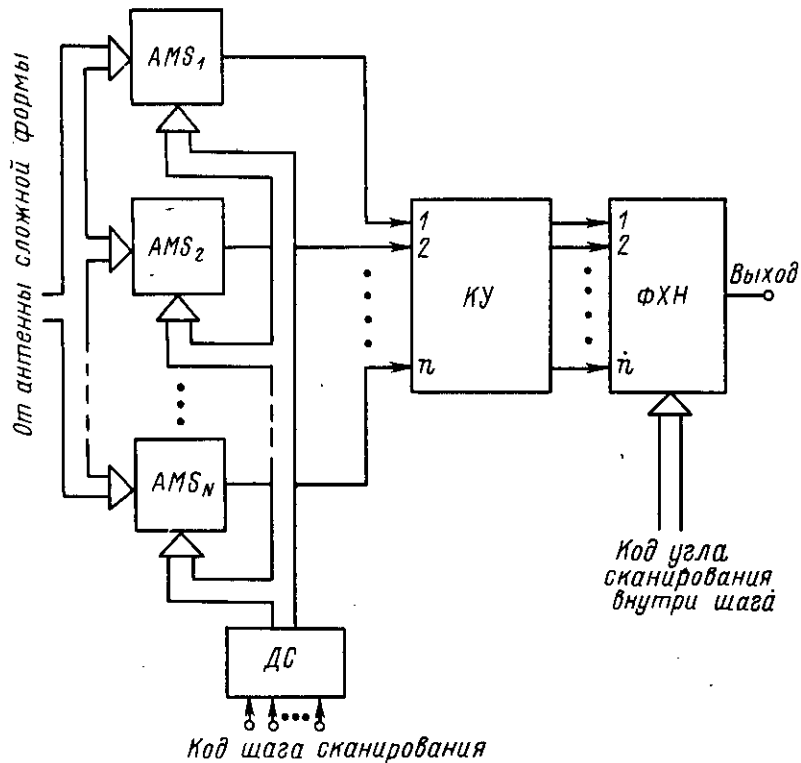 От антенны сложной формы
AMS₁
AMS₂
AMS_N
1
2
n
КУ
1
2
n
ФХН
Выход
Код угла
сканирования
внутри шага
ДС
Код шага сканирования